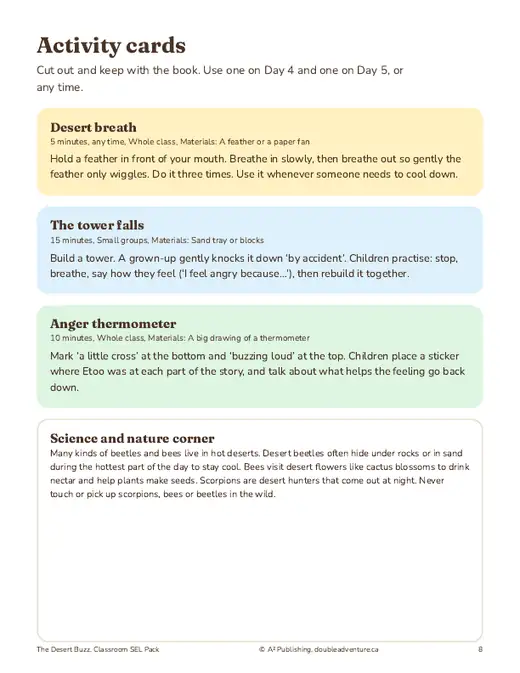 Activity cards
Cut out and keep with the book. Use one on Day 4 and one on Day 5, or
any time.
Desert breath
5 minutes, any time, Whole class, Materials: A feather or a paper fan
Hold a feather in front of your mouth. Breathe in slowly, then breathe out so gently the
feather only wiggles. Do it three times. Use it whenever someone needs to cool down.
The tower falls
15 minutes, Small groups, Materials: Sand tray or blocks
Build a tower. A grown-up gently knocks it down ‘by accident’. Children practise: stop,
breathe, say how they feel (‘I feel angry because…’), then rebuild it together.
Anger thermometer
10 minutes, Whole class, Materials: A big drawing of a thermometer
Mark ‘a little cross’ at the bottom and ‘buzzing loud’ at the top. Children place a sticker
where Etoo was at each part of the story, and talk about what helps the feeling go back
down.
Science and nature corner
Many kinds of beetles and bees live in hot deserts. Desert beetles often hide under rocks or in sand
during the hottest part of the day to stay cool. Bees visit desert flowers like cactus blossoms to drink
nectar and help plants make seeds. Scorpions are desert hunters that come out at night. Never
touch or pick up scorpions, bees or beetles in the wild.
The Desert Buzz, Classroom SEL Pack
© A² Publishing, doubleadventure.ca
8